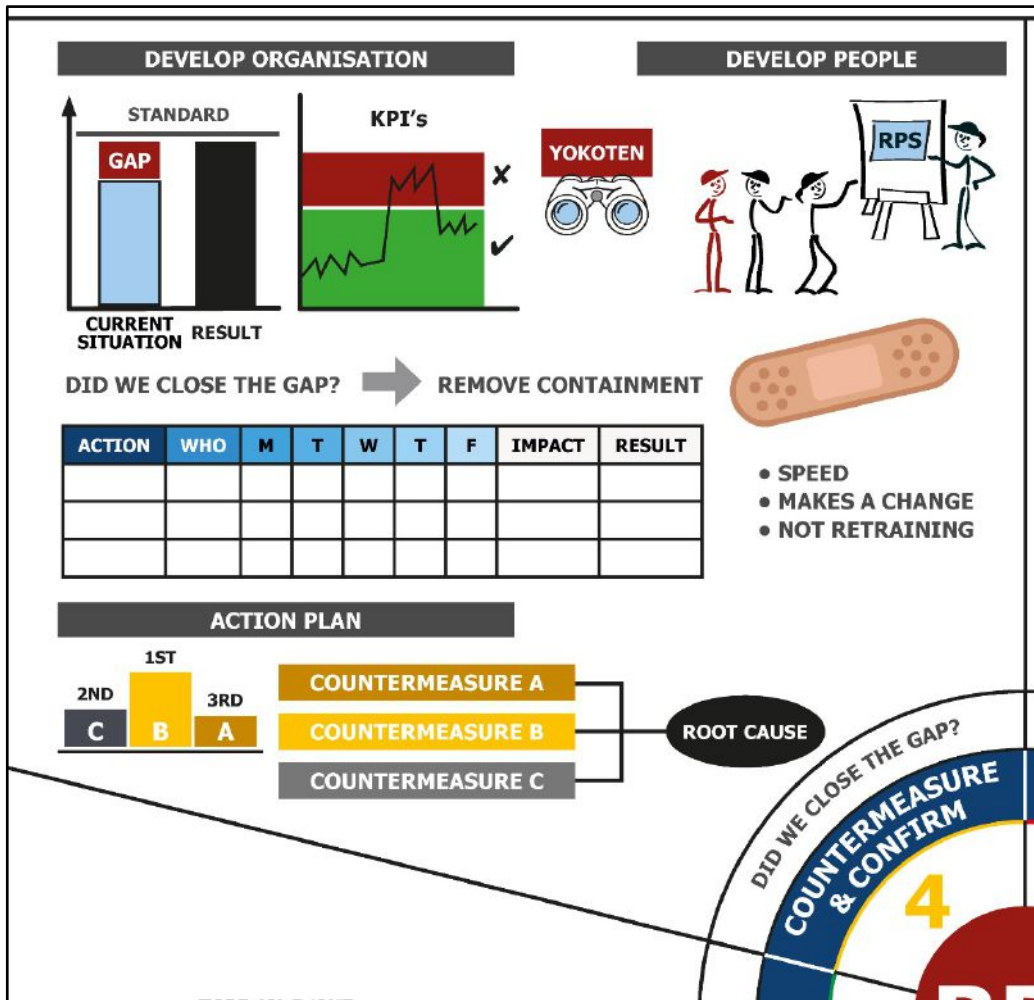 DEVELOP ORGANISATION
DEVELOP PEOPLE
STANDARD
GAP
CURRENT
SITUATION
RESULT
KPI's
✘
✔
YOKOTEN
RPS
DID WE CLOSE THE GAP?
REMOVE CONTAINMENT
ACTION WHO M T W T F IMPACT RESULT
• SPEED
• MAKES A CHANGE
• NOT RETRAINING
ACTION PLAN
1ST
2ND
3RD
C B A
COUNTERMEASURE A
COUNTERMEASURE B
COUNTERMEASURE C
ROOT CAUSE
DID WE CLOSE THE GAP?
COUNTERMEASURE
& CONFIRM
4